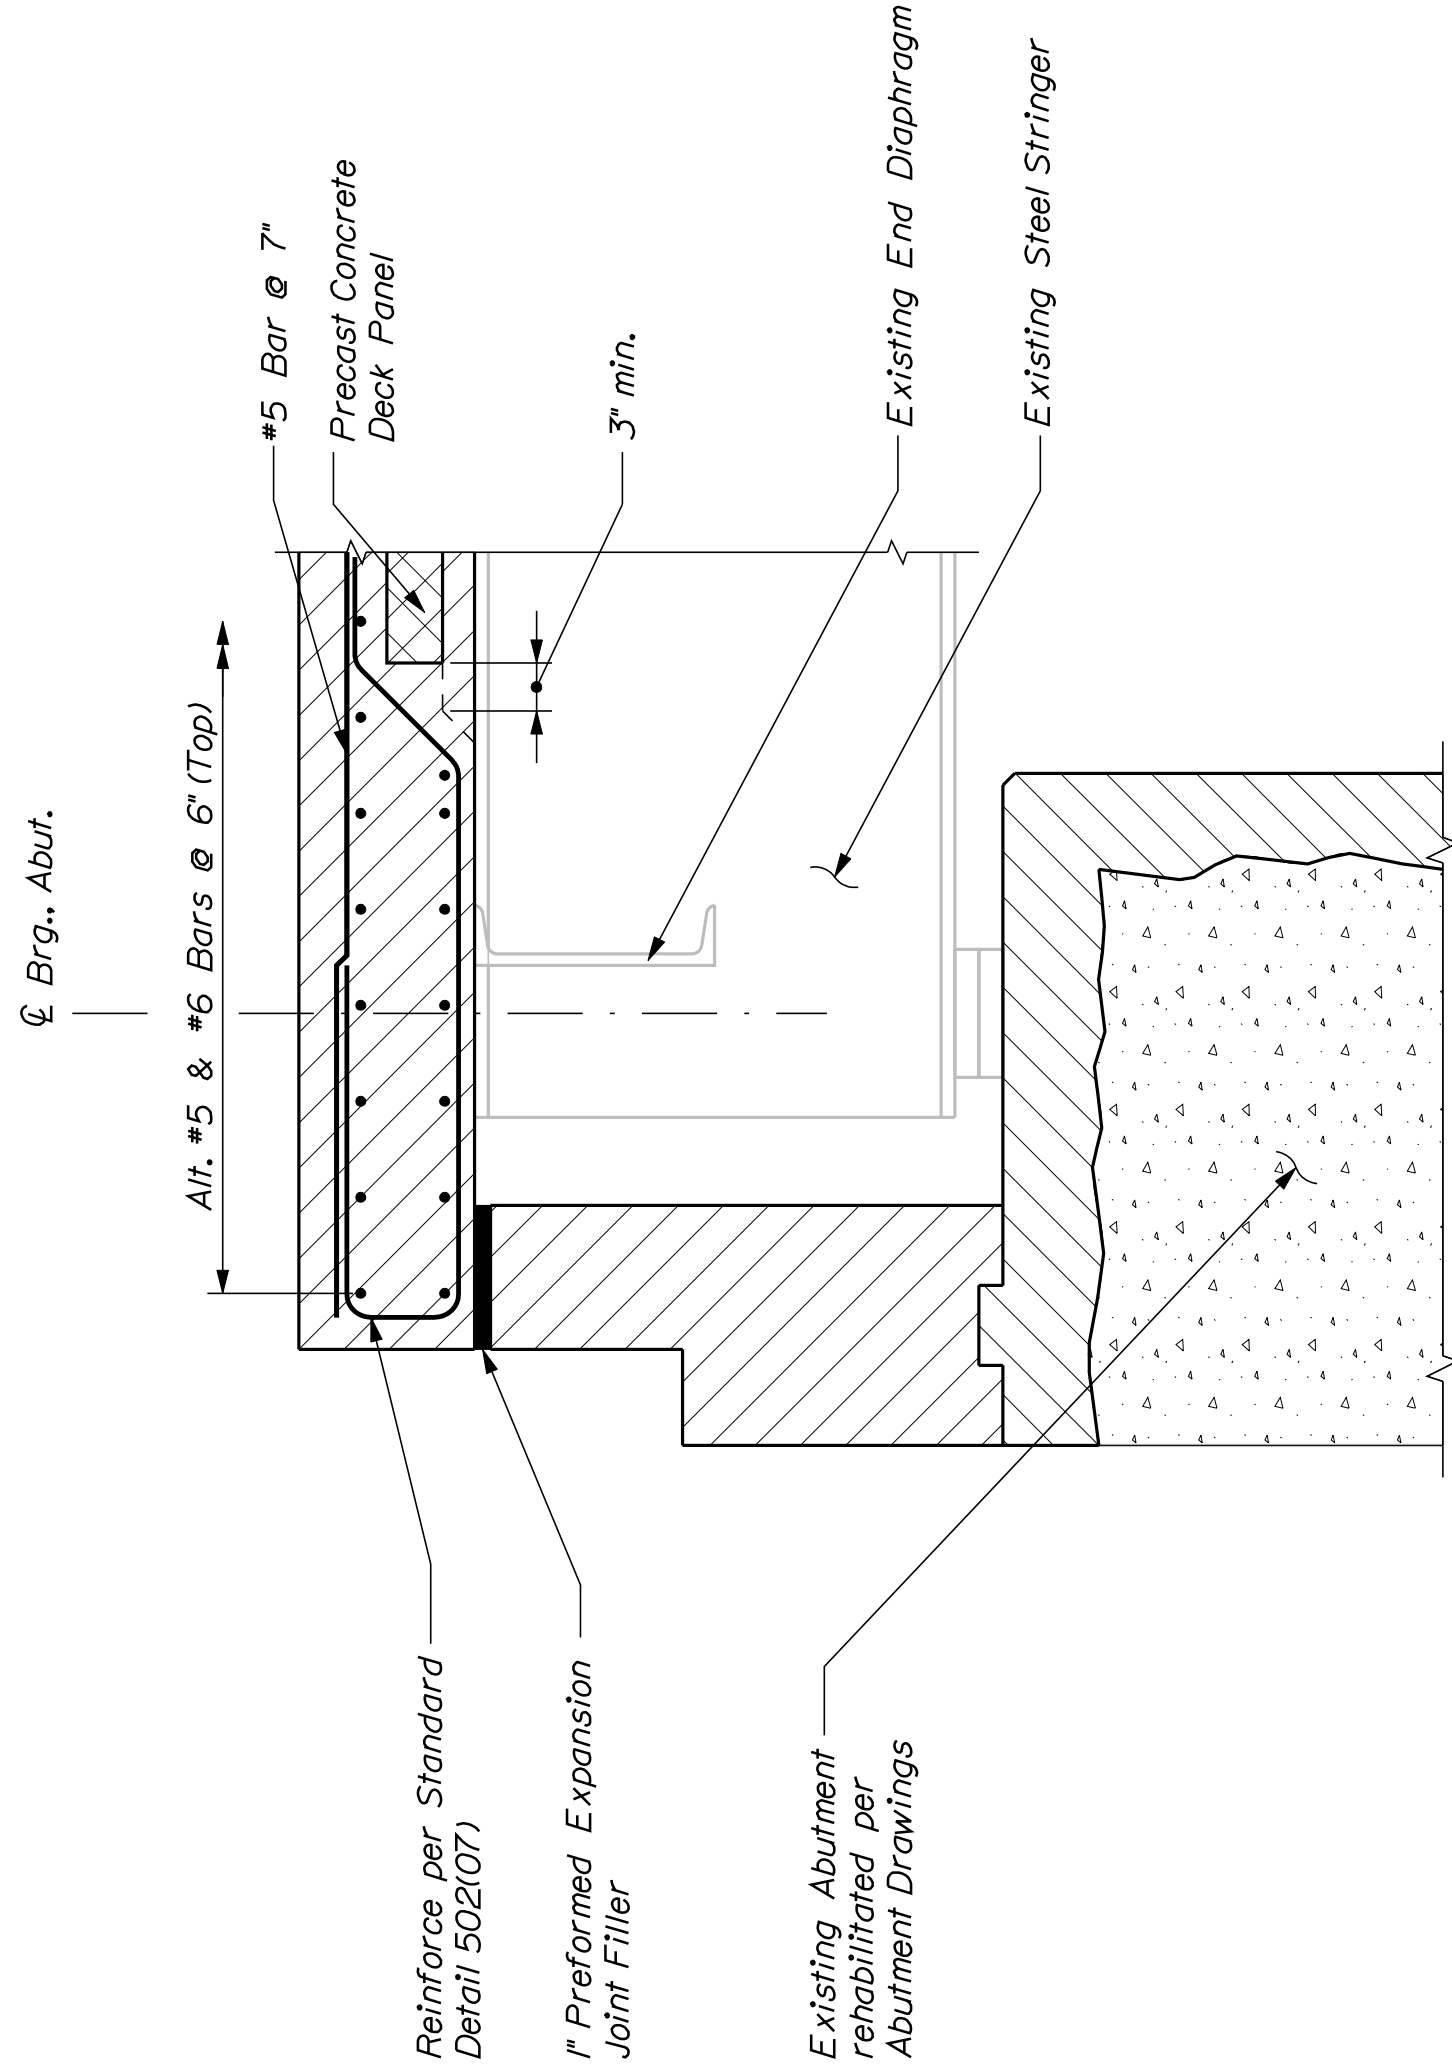 ℄ Brg., Abut.
Alt. #5 & #6 Bars @ 6" (Top)
#5 Bar @ 7"
Precast Concrete
Deck Panel
3" min.
Existing End Diaphragm
Existing Steel Stringer
Reinforce per Standard
Detail 502(07)
1" Preformed Expansion
Joint Filler
Existing Abutment
rehabilitated per
Abutment Drawings